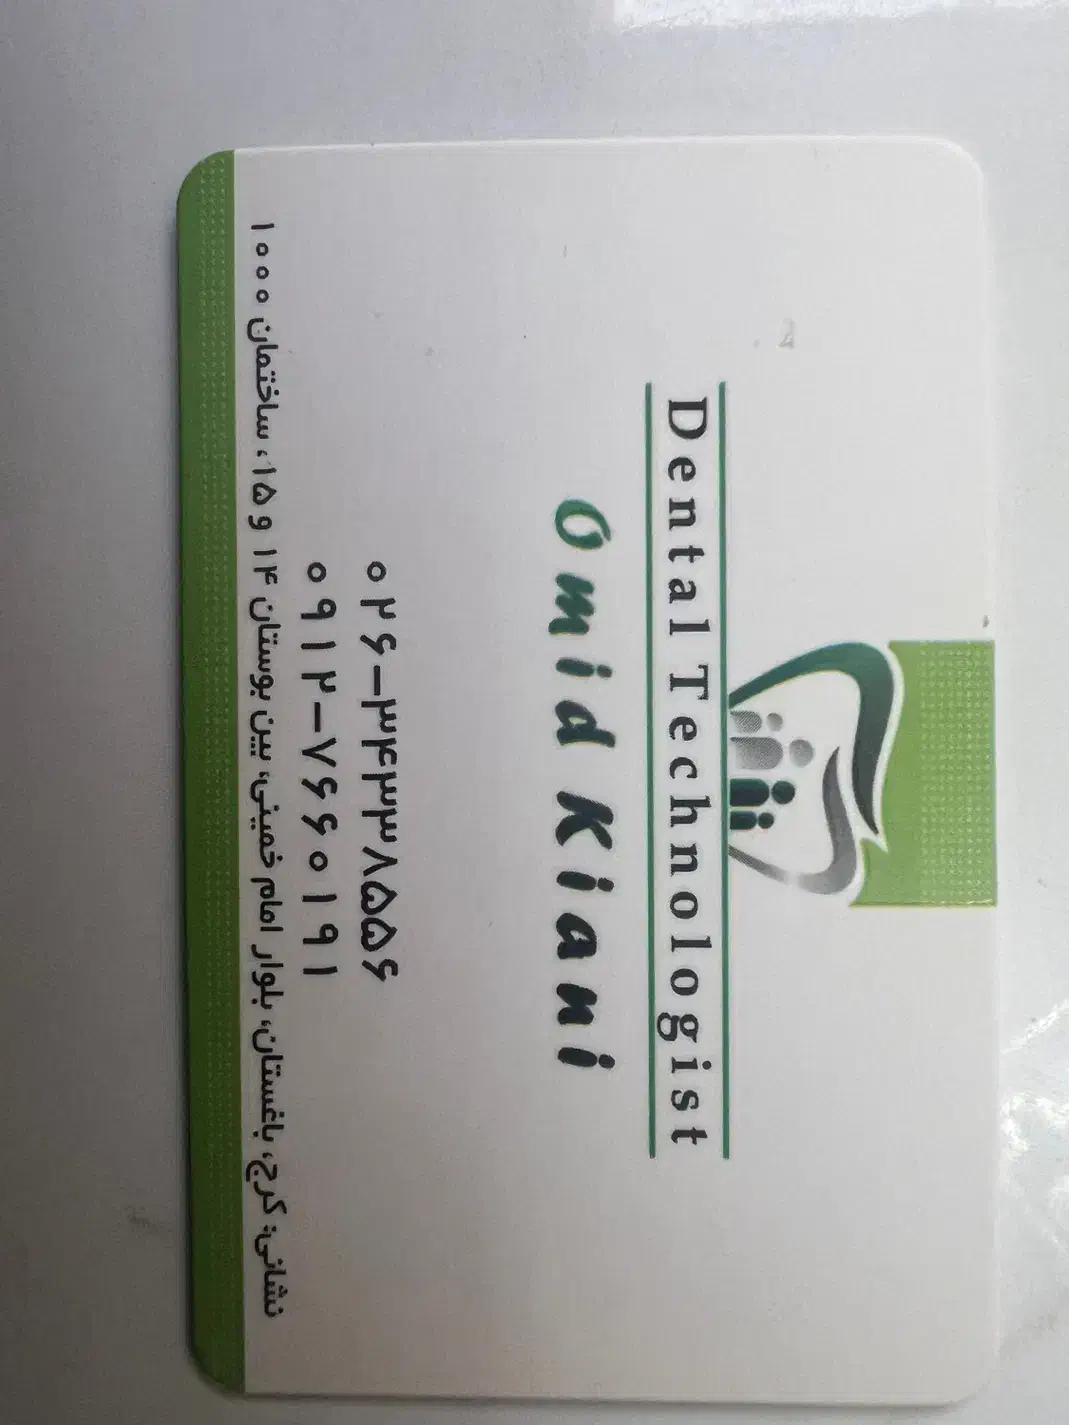 Dental Technologist
Omid Kiani
۰۲۶-۳۴۳۳۸۵۵۶
۰۹۱۲-۷۶۶۰۱۹۱
نشانی: کرج، باغستان، بلوار امام خمینی، بین بوستان ۱۴ و ۱۵، ساختمان ۱۰۰۰